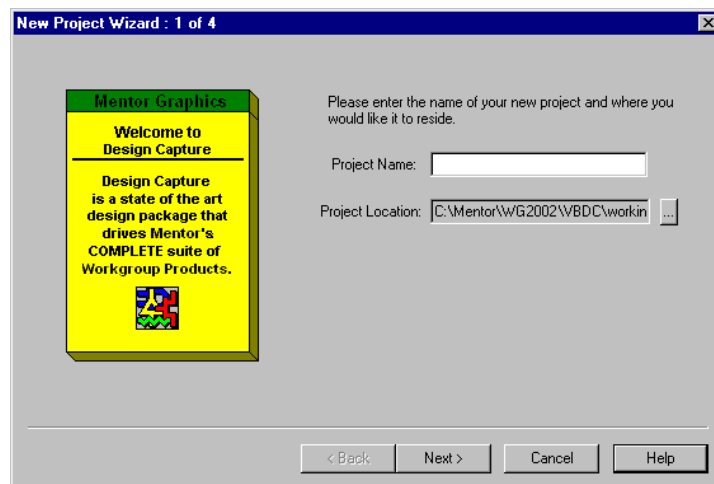 New Project Wizard : 1 of 4
Mentor Graphics
Welcome to
Design Capture
Design Capture
is a state of the art
design package that
drives Mentor's
COMPLETE suite of
Workgroup Products.
Please enter the name of your new project and where you
would like it to reside.
Project Name:
Project Location: C:\Mentor\WG2002\VBDC\workin ...
< Back Next > Cancel Help